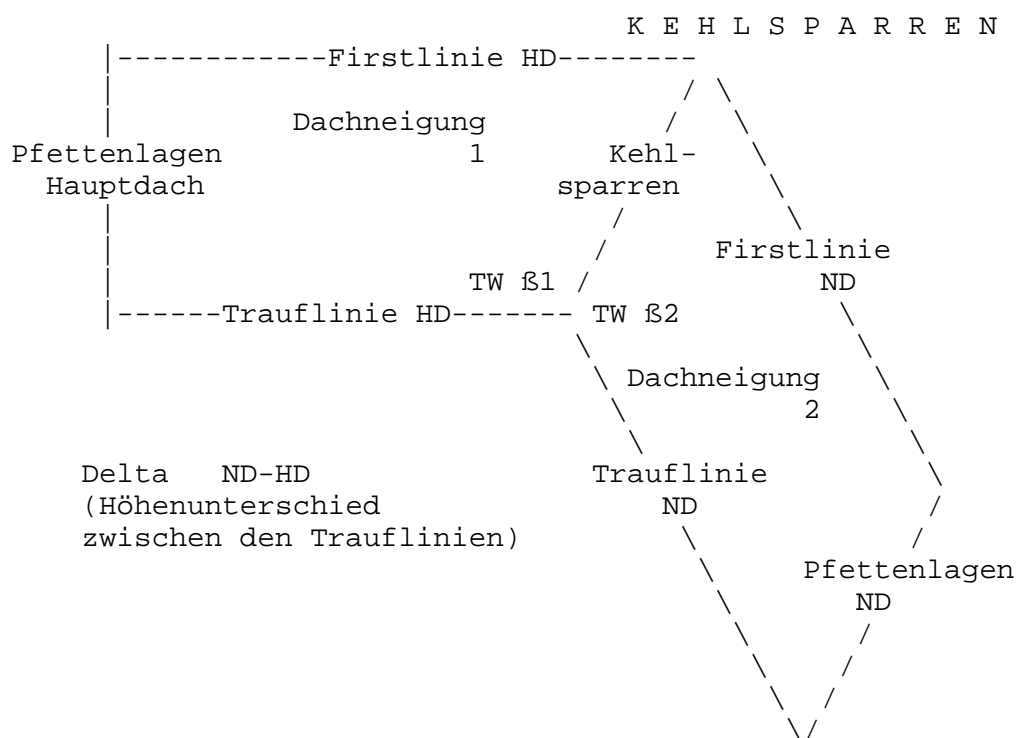 K E H L S P A R R E N
|------------Firstlinie HD--------
Dachneigung
Pfettenlagen 1 Kehl-
Hauptdach sparren
Firstlinie
TW ß1 / ND
|------Trauflinie HD------- TW ß2
Dachneigung
2
Delta ND-HD Trauflinie
(Höhenunterschied ND
zwischen den Trauflinien)
Pfettenlagen
ND